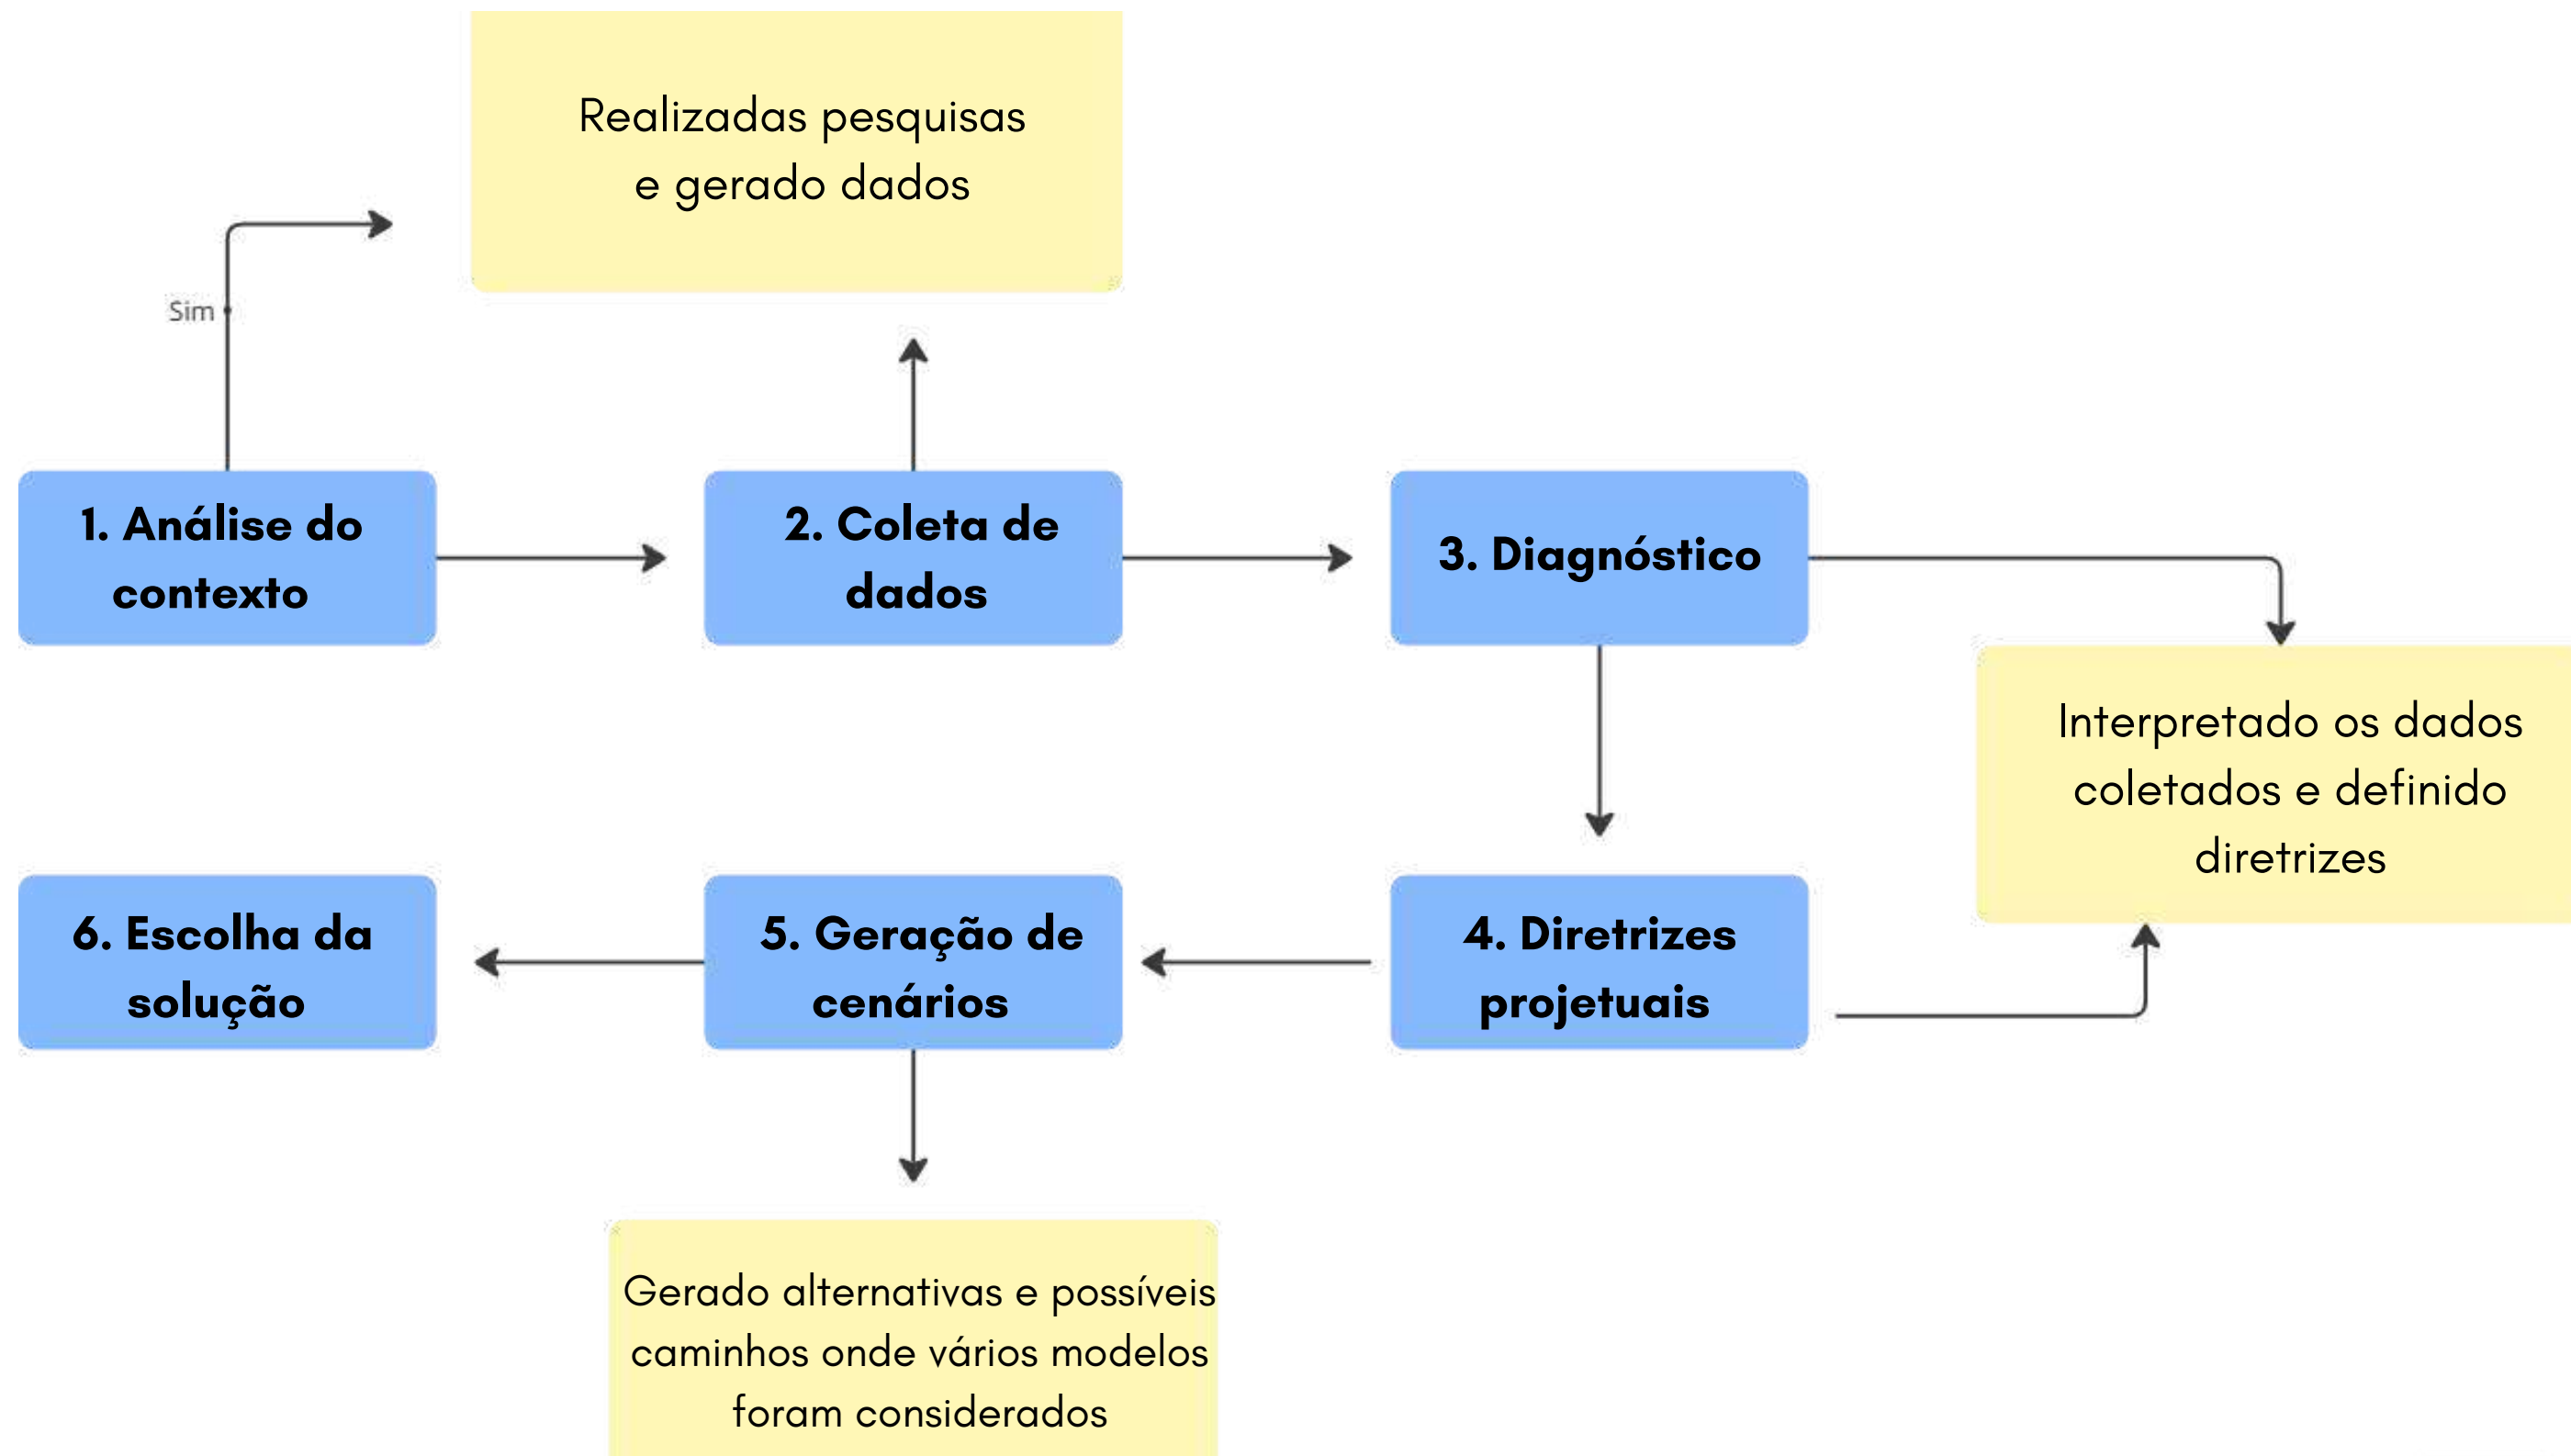 Realizadas pesquisas
e gerado dados
Sim
1. Análise do
contexto
2. Coleta de
dados
3. Diagnóstico
Interpretado os dados
coletados e definido
diretrizes
6. Escolha da
solução
5. Geração de
cenários
4. Diretrizes
projetuais
Gerado alternativas e possíveis
caminhos onde vários modelos
foram considerados